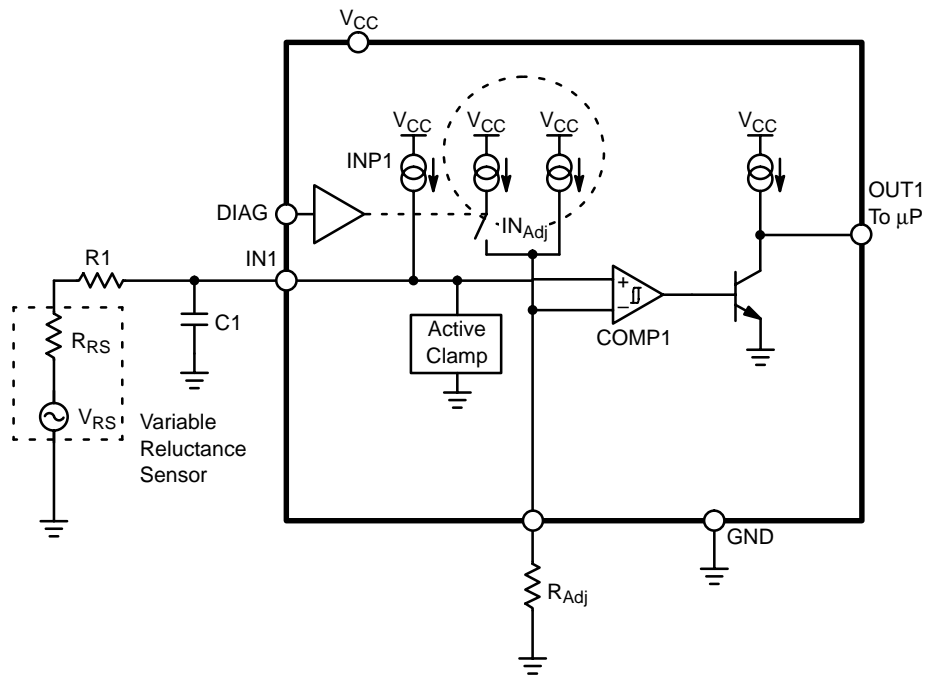 VCC
VCC
VCC
VCC
VCC
INP1
DIAG
INAdj
OUT1
To µP
R1
IN1
+
−
C1
Active
Clamp
COMP1
RRS
VRS
Variable
Reluctance
Sensor
GND
RAdj